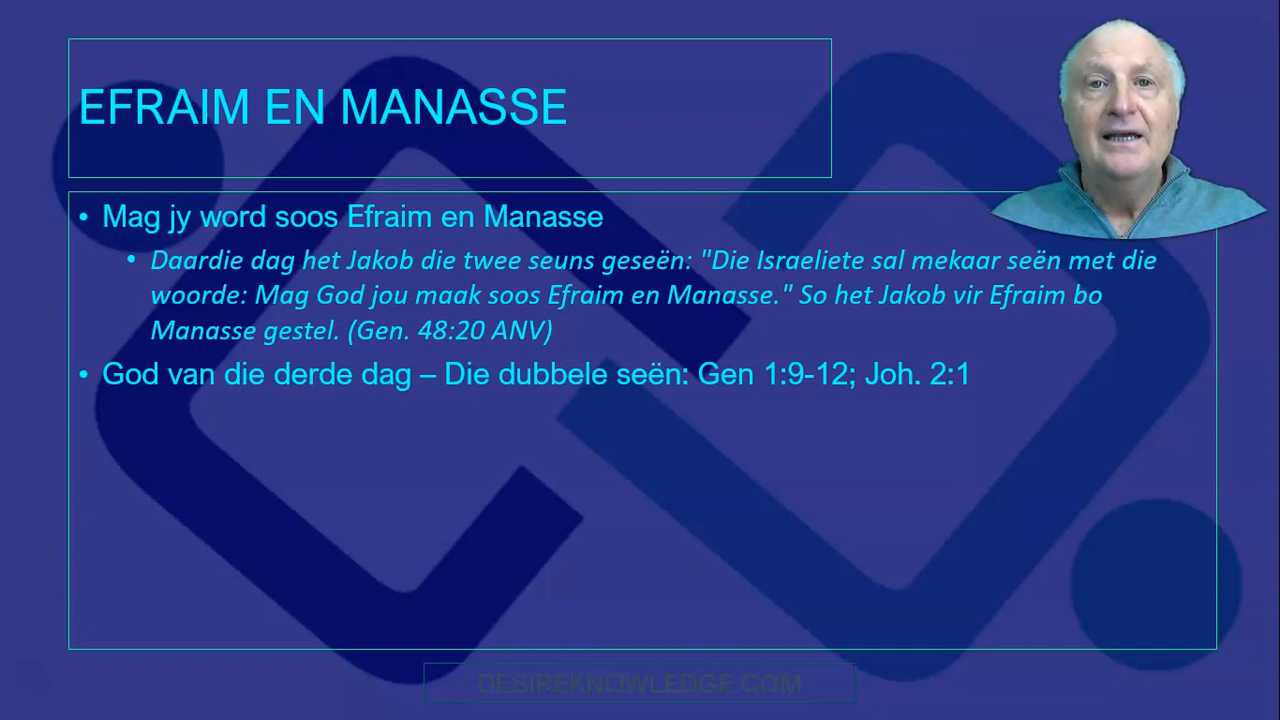 EFRAIM EN MANASSE
• Mag jy word soos Efraim en Manasse
• Daardie dag het Jakob die twee seuns geseën: "Die Israeliete sal mekaar seën met die
woorde: Mag God jou maak soos Efraim en Manasse." So het Jakob vir Efraim bo
Manasse gestel. (Gen. 48:20 ANV)
• God van die derde dag – Die dubbele seën: Gen 1:9-12; Joh. 2:1
DESIREKNOWLEDGE.COM